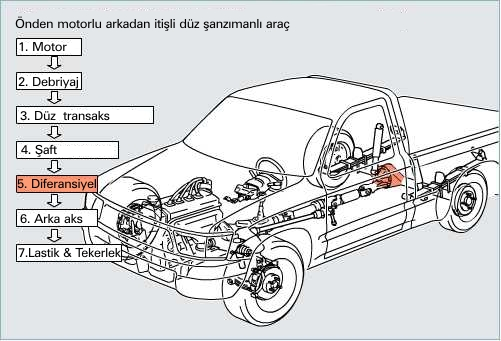 Önden motorlu arkadan itişli düz şanzımanlı araç
1. Motor
2. Debriyaj
3. Düz transaks
4. Şaft
5. Diferansiyel
6. Arka aks
7.Lastik & Tekerlek